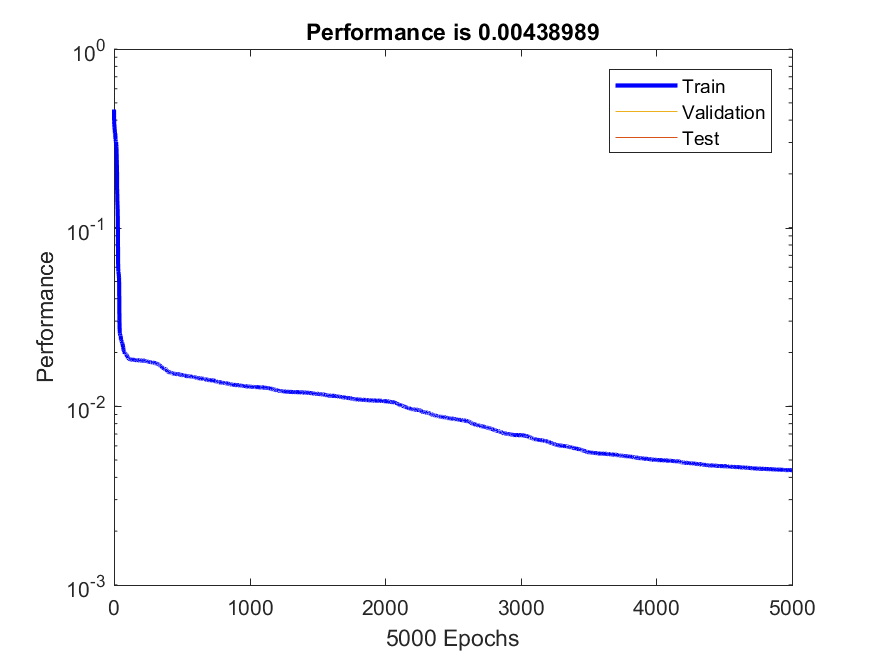 Performance is 0.00438989
10^0
Train
Validation
Test
10^-1
Performance
10^-2
10^-3
0 1000 2000 3000 4000 5000
5000 Epochs